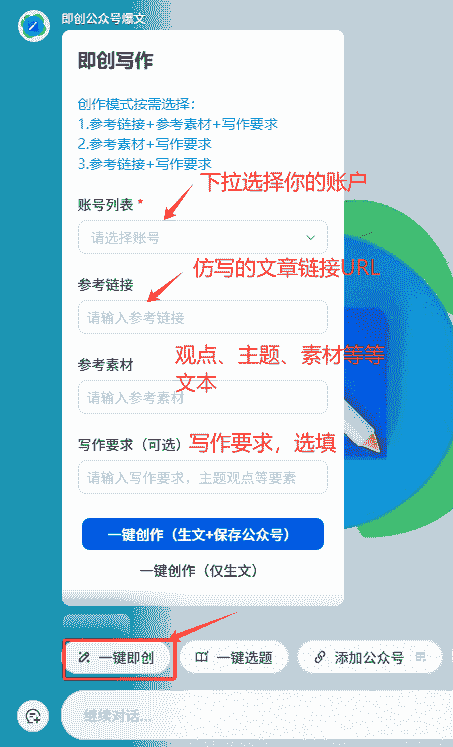 即创公众号爆文
即创写作
创作模式按需选择：
1.参考链接+参考素材+写作要求
2.参考素材+写作要求
3.参考链接+写作要求
下拉选择你的账户
账号列表 *
请选择账号
仿写的文章链接URL
参考链接
请输入参考链接
观点、主题、素材等等
文本
参考素材
请输入参考素材
写作要求（可选）
写作要求，选填
请输入写作要求，主题观点等要素
一键创作（生文+保存公众号）
一键创作（仅生文）
一键即创
一键选题
添加公众号
继续对话...